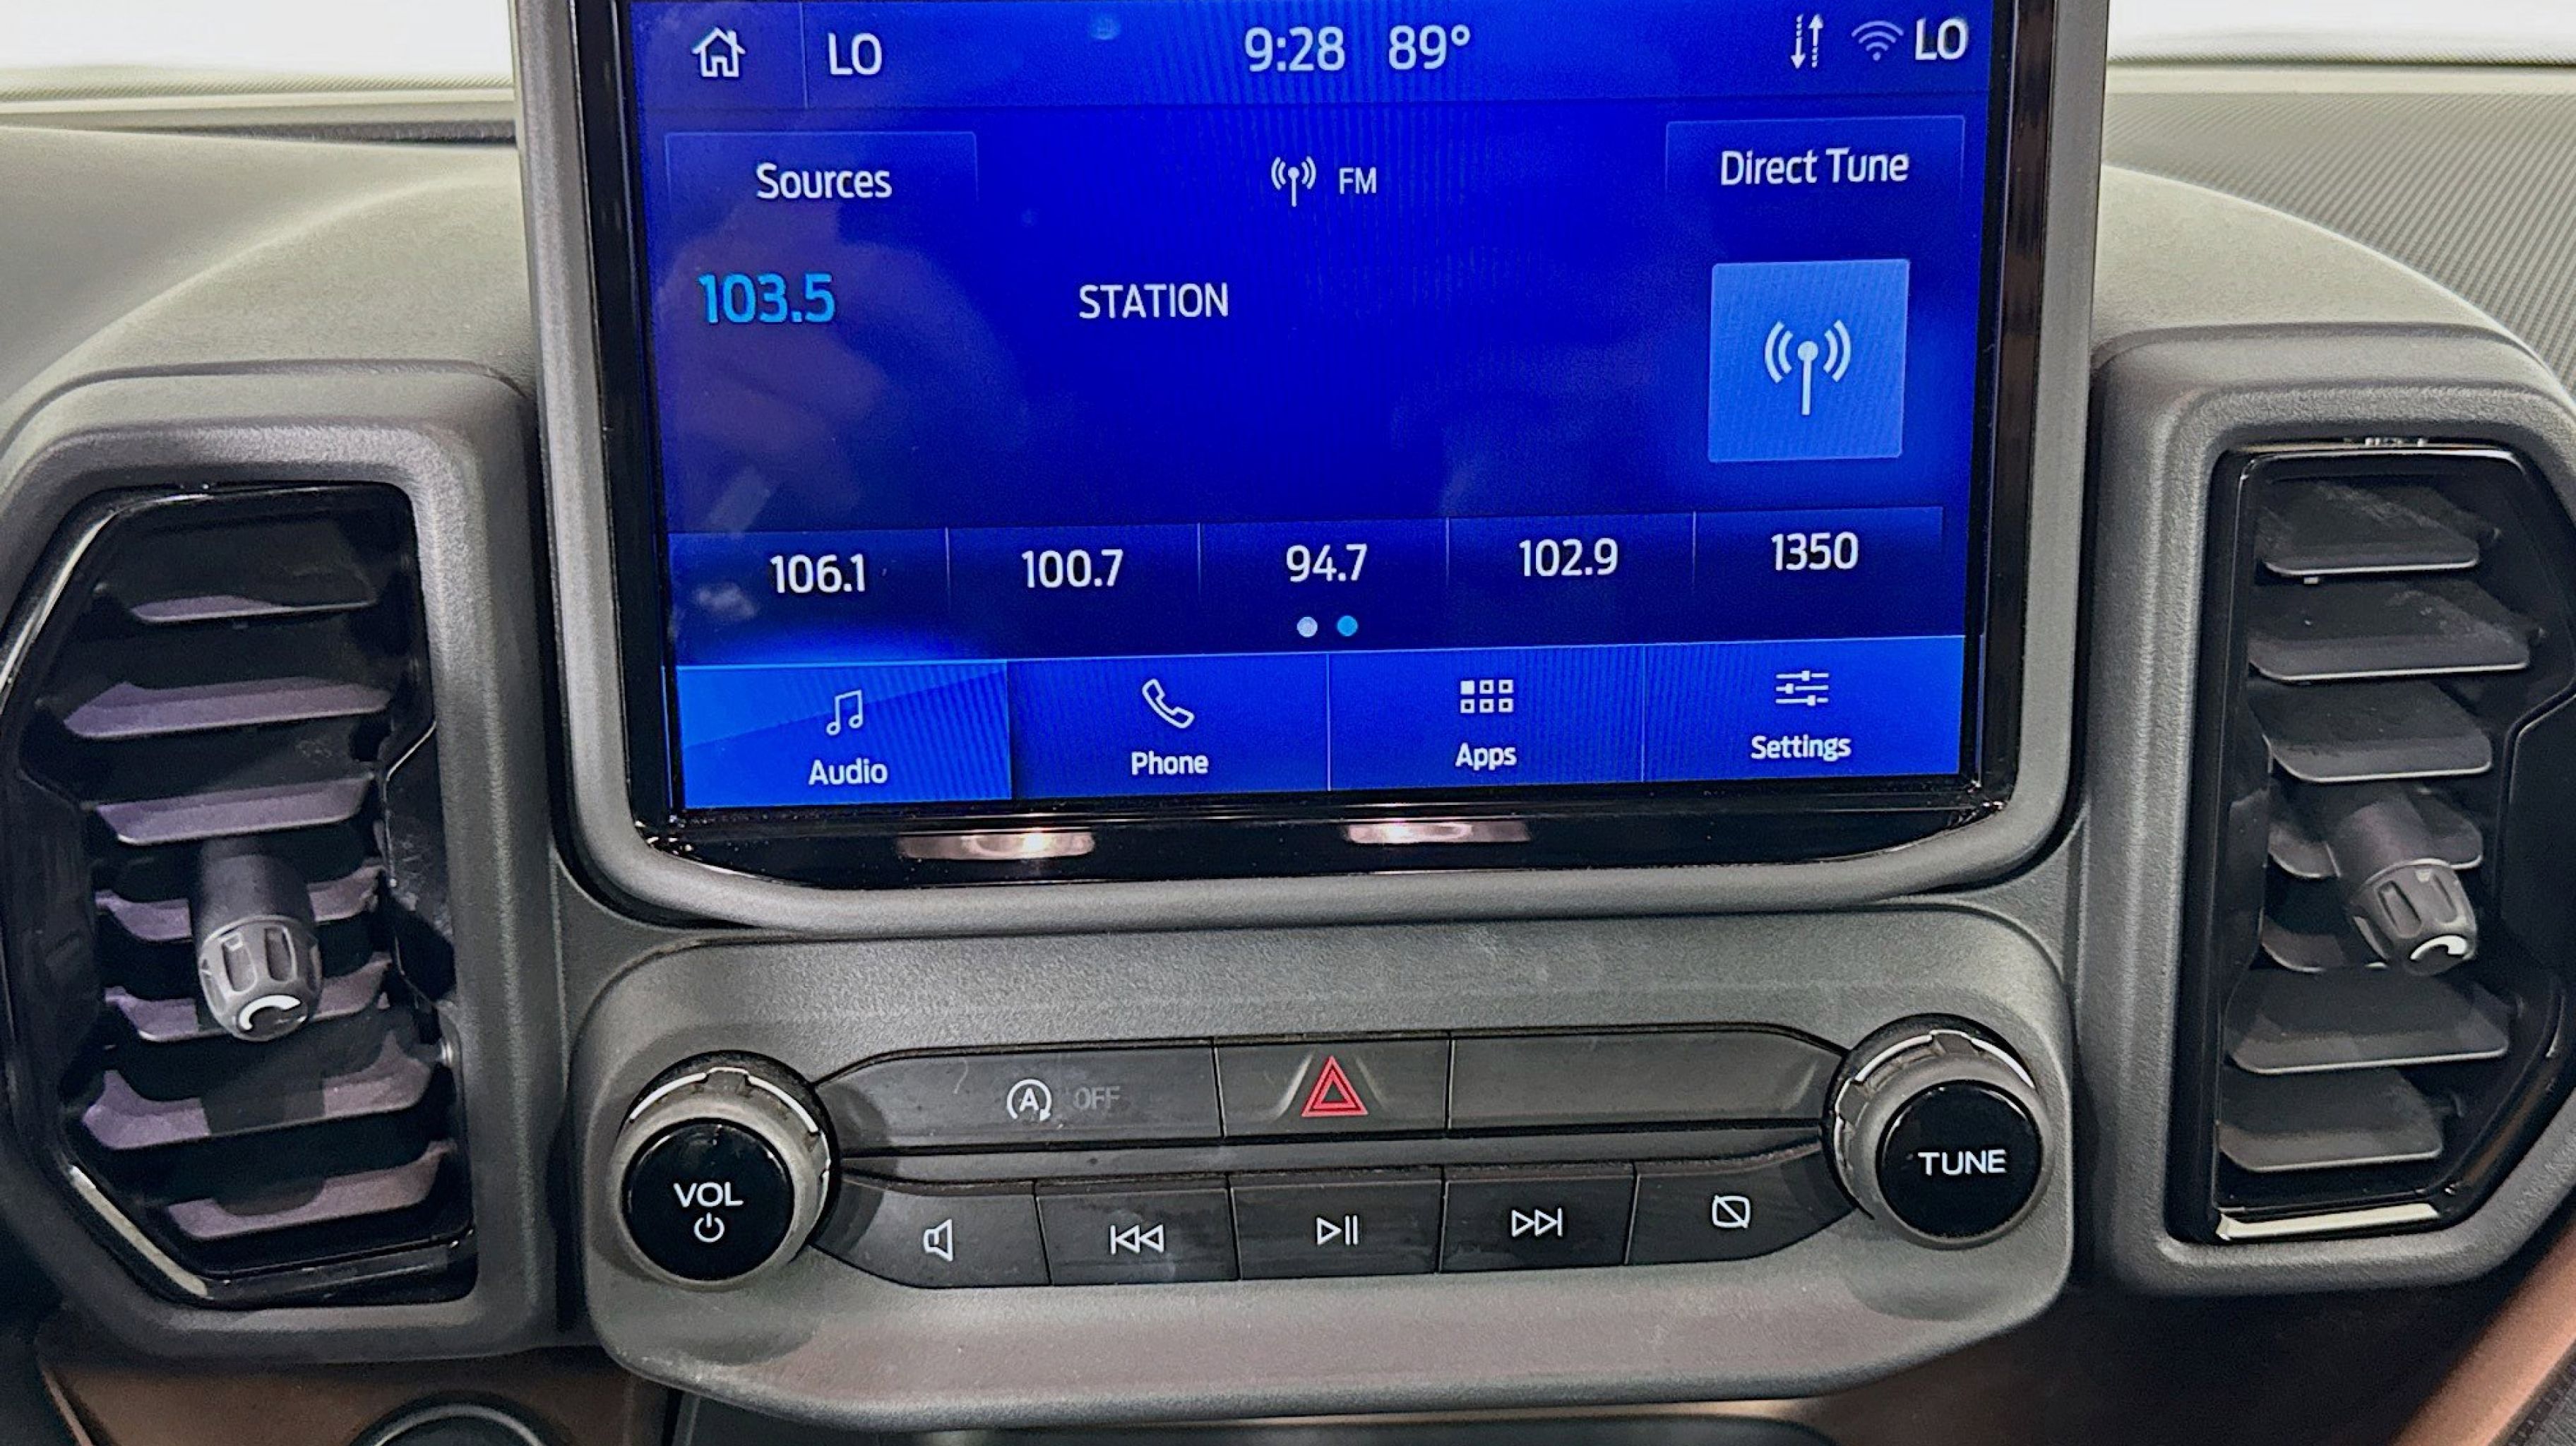 LO 9:28 89° LO
Sources FM Direct Tune
103.5 STATION
106.1 100.7 94.7 102.9 1350
Audio Phone Apps Settings
A OFF
VOL
TUNE